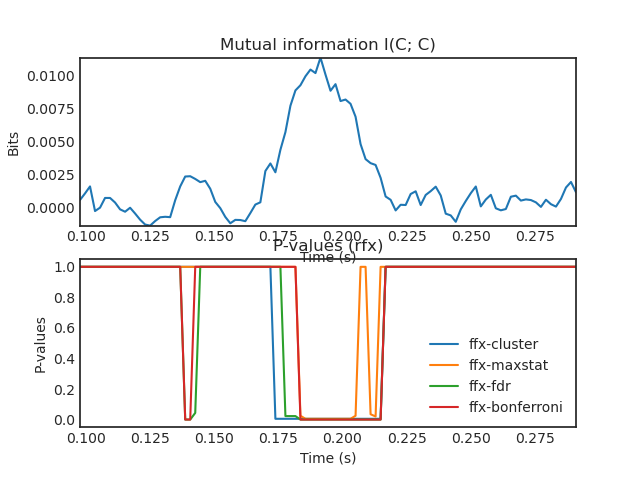 Mutual information I(C; C)
Bits
0.0100
0.0075
0.0050
0.0025
0.0000
0.100 0.125 0.150 0.175 0.200 0.225 0.250 0.275
Time (s)
P-values (rfx)
P-values
1.0
0.8
0.6
0.4
0.2
0.0
ffx-cluster
ffx-maxstat
ffx-fdr
ffx-bonferroni
0.100 0.125 0.150 0.175 0.200 0.225 0.250 0.275
Time (s)